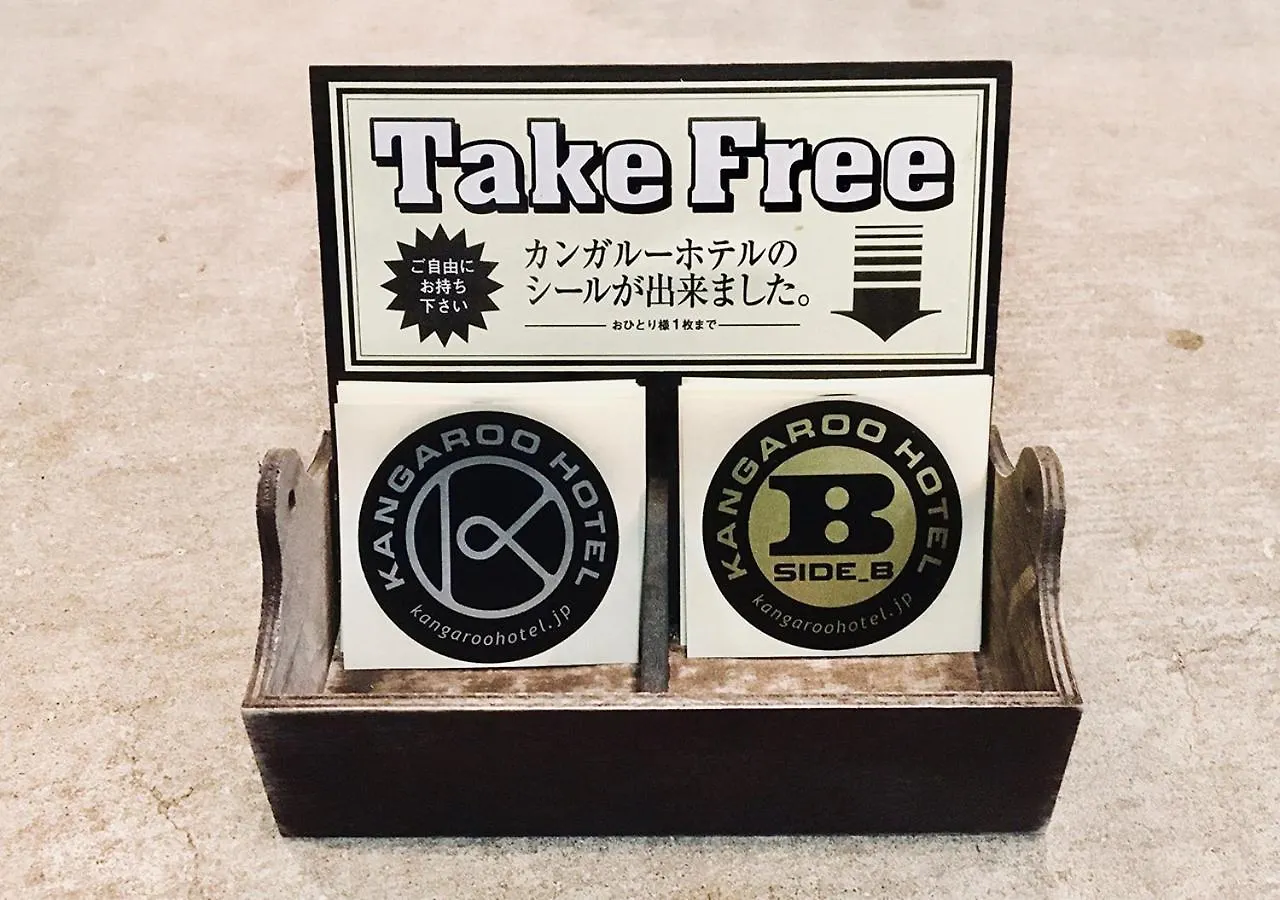 Take Free
ご自由に
お持ち
下さい
カンガルーホテルの
シールが出来ました。
おひとり様1枚まで
KANGAROO HOTEL
K
kangaroohotel.jp
KANGAROO HOTEL
B
SIDE_B
kangaroohotel.jp